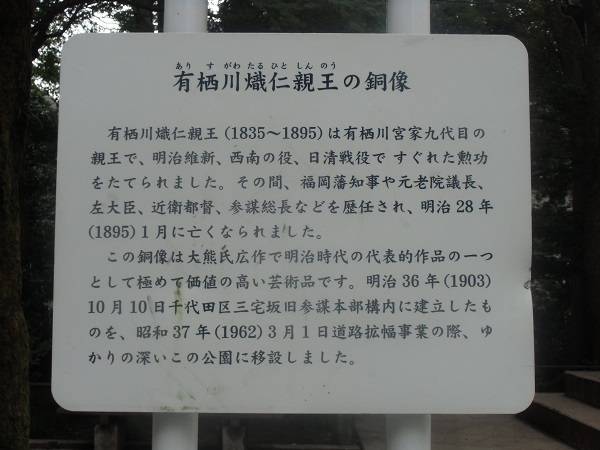 あり す がわ たる ひと しん のう
有栖川熾仁親王の銅像
有栖川熾仁親王(1835〜1895)は有栖川宮家九代目の
親王で、明治維新、西南の役、日清戦役で すぐれた勲功
をたてられました。その間、福岡藩知事や元老院議長、
左大臣、近衛都督、参謀総長などを歴任され、明治28年
(1895)1月に亡くなられました。
この銅像は大熊氏広作で明治時代の代表的作品の一つ
として極めて価値の高い芸術品です。明治36年(1903)
10月10日千代田区三宅坂旧参謀本部構内に建立したも
のを、昭和37年(1962)3月1日道路拡幅事業の際、ゆ
かりの深いこの公園に移設しました。